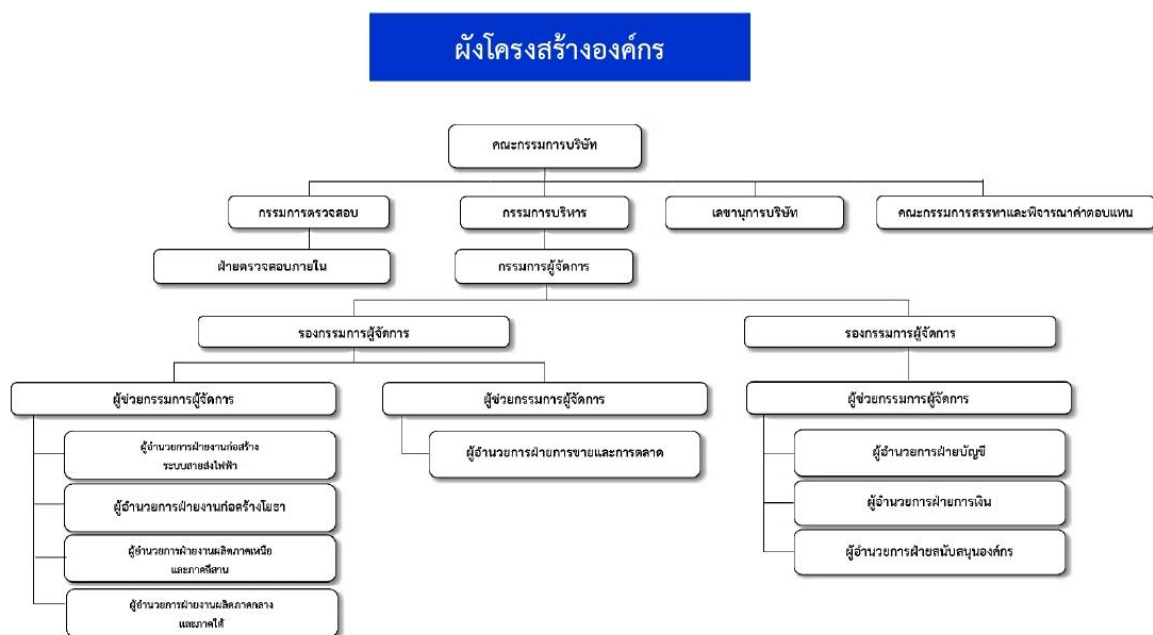 ผังโครงสร้างองค์กร
คณะกรรมการบริษัท
กรรมการตรวจสอบ
กรรมการบริหาร
เลขานุการบริษัท
คณะกรรมการสรรหาและพิจารณาค่าตอบแทน
ฝ่ายตรวจสอบภายใน
กรรมการผู้จัดการ
รองกรรมการผู้จัดการ
รองกรรมการผู้จัดการ
ผู้ช่วยกรรมการผู้จัดการ
ผู้ช่วยกรรมการผู้จัดการ
ผู้ช่วยกรรมการผู้จัดการ
ผู้อำนวยการฝ่ายงานก่อสร้าง
ระบบสายส่งไฟฟ้า
ผู้อำนวยการฝ่ายงานก่อสร้างโยธา
ผู้อำนวยการฝ่ายงานผลิตภาคเหนือ
และภาคอีสาน
ผู้อำนวยการฝ่ายงานผลิตภาคกลาง
และภาคใต้
ผู้อำนวยการฝ่ายการขายและการตลาด
ผู้อำนวยการฝ่ายบัญชี
ผู้อำนวยการฝ่ายการเงิน
ผู้อำนวยการฝ่ายสนับสนุนองค์กร